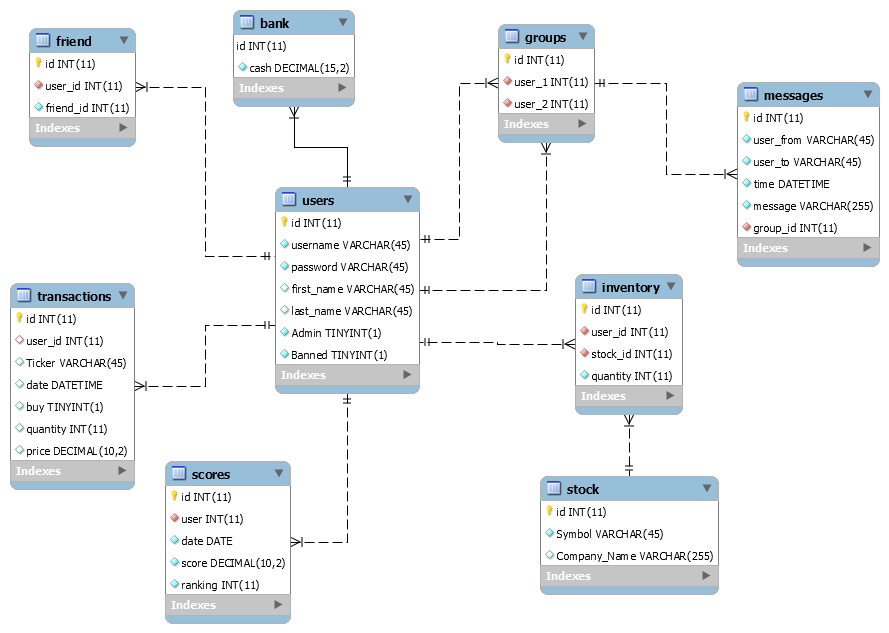 friend
id INT(11)
user_id INT(11)
friend_id INT(11)
Indexes
bank
id INT(11)
cash DECIMAL(15,2)
Indexes
groups
id INT(11)
user_1 INT(11)
user_2 INT(11)
Indexes
messages
id INT(11)
user_from VARCHAR(45)
user_to VARCHAR(45)
time DATETIME
message VARCHAR(255)
group_id INT(11)
Indexes
users
id INT(11)
username VARCHAR(45)
password VARCHAR(45)
first_name VARCHAR(45)
last_name VARCHAR(45)
Admin TINYINT(1)
Banned TINYINT(1)
Indexes
transactions
id INT(11)
user_id INT(11)
Ticker VARCHAR(45)
date DATETIME
buy TINYINT(1)
quantity INT(11)
price DECIMAL(10,2)
Indexes
inventory
id INT(11)
user_id INT(11)
stock_id INT(11)
quantity INT(11)
Indexes
scores
id INT(11)
user INT(11)
date DATE
score DECIMAL(10,2)
ranking INT(11)
Indexes
stock
id INT(11)
Symbol VARCHAR(45)
Company_Name VARCHAR(255)
Indexes